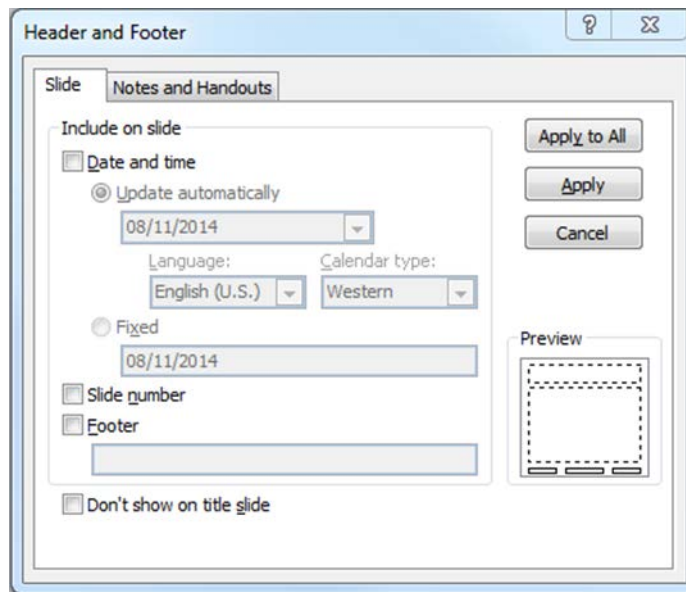 Header and Footer
Slide
Notes and Handouts
Include on slide
Date and time
Update automatically
08/11/2014
Language:
Calendar type:
English (U.S.)
Western
Fixed
08/11/2014
Slide number
Footer
Don't show on title slide
Apply to All
Apply
Cancel
Preview